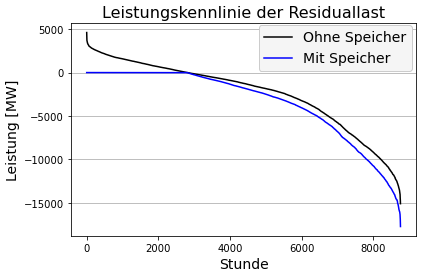 Leistungskennlinie der Residuallast
Ohne Speicher
Mit Speicher
Leistung [MW]
5000
0
−5000
−10000
−15000
0 2000 4000 6000 8000
Stunde